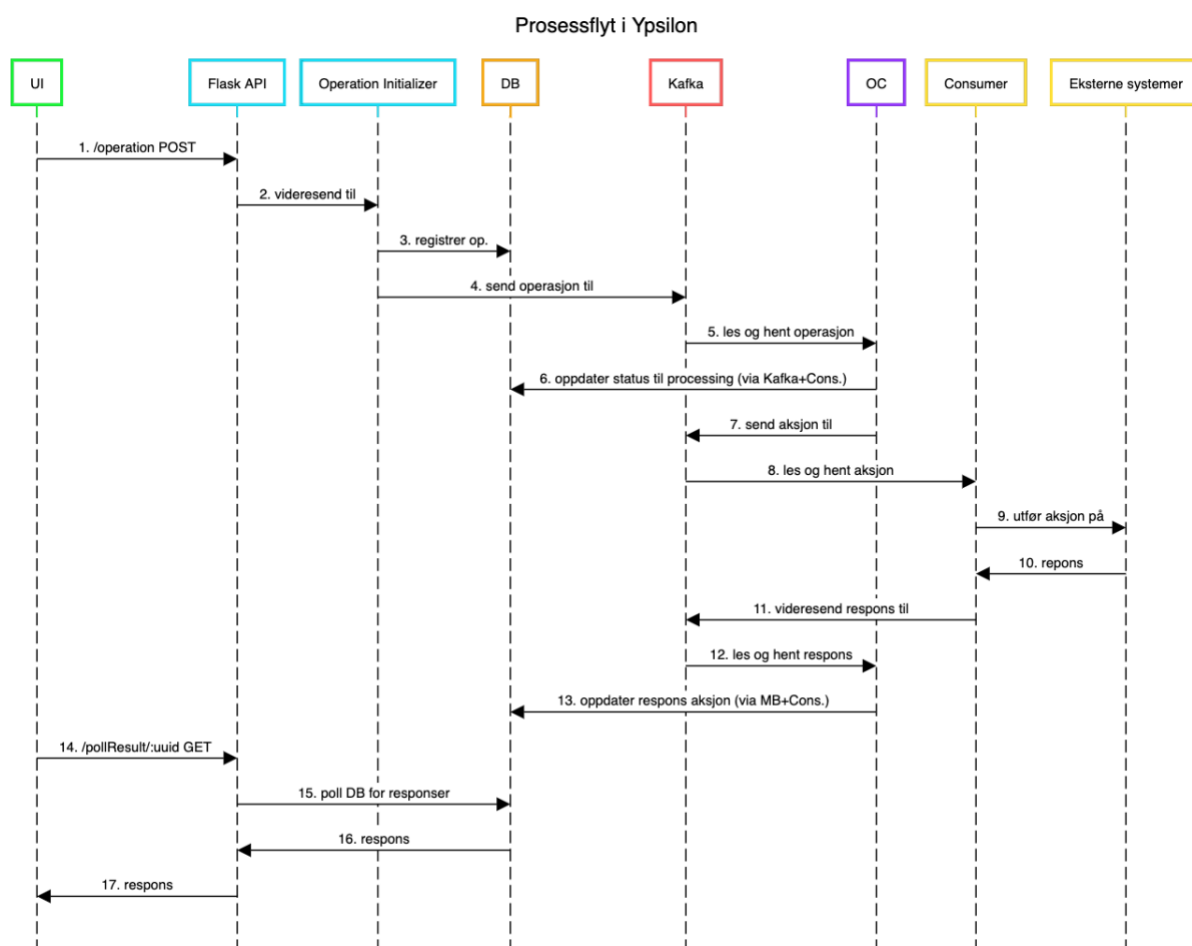 Prosessflyt i Ypsilon
UI
Flask API
Operation Initializer
DB
Kafka
OC
Consumer
Eksterne systemer
1. /operation POST
2. videresend til
3. registrer op.
4. send operasjon til
5. les og hent operasjon
6. oppdater status til processing (via Kafka+Cons.)
7. send aksjon til
8. les og hent aksjon
9. utfør aksjon på
10. repons
11. videresend respons til
12. les og hent respons
13. oppdater respons aksjon (via MB+Cons.)
14. /pollResult/:uuid GET
15. poll DB for responser
16. respons
17. respons